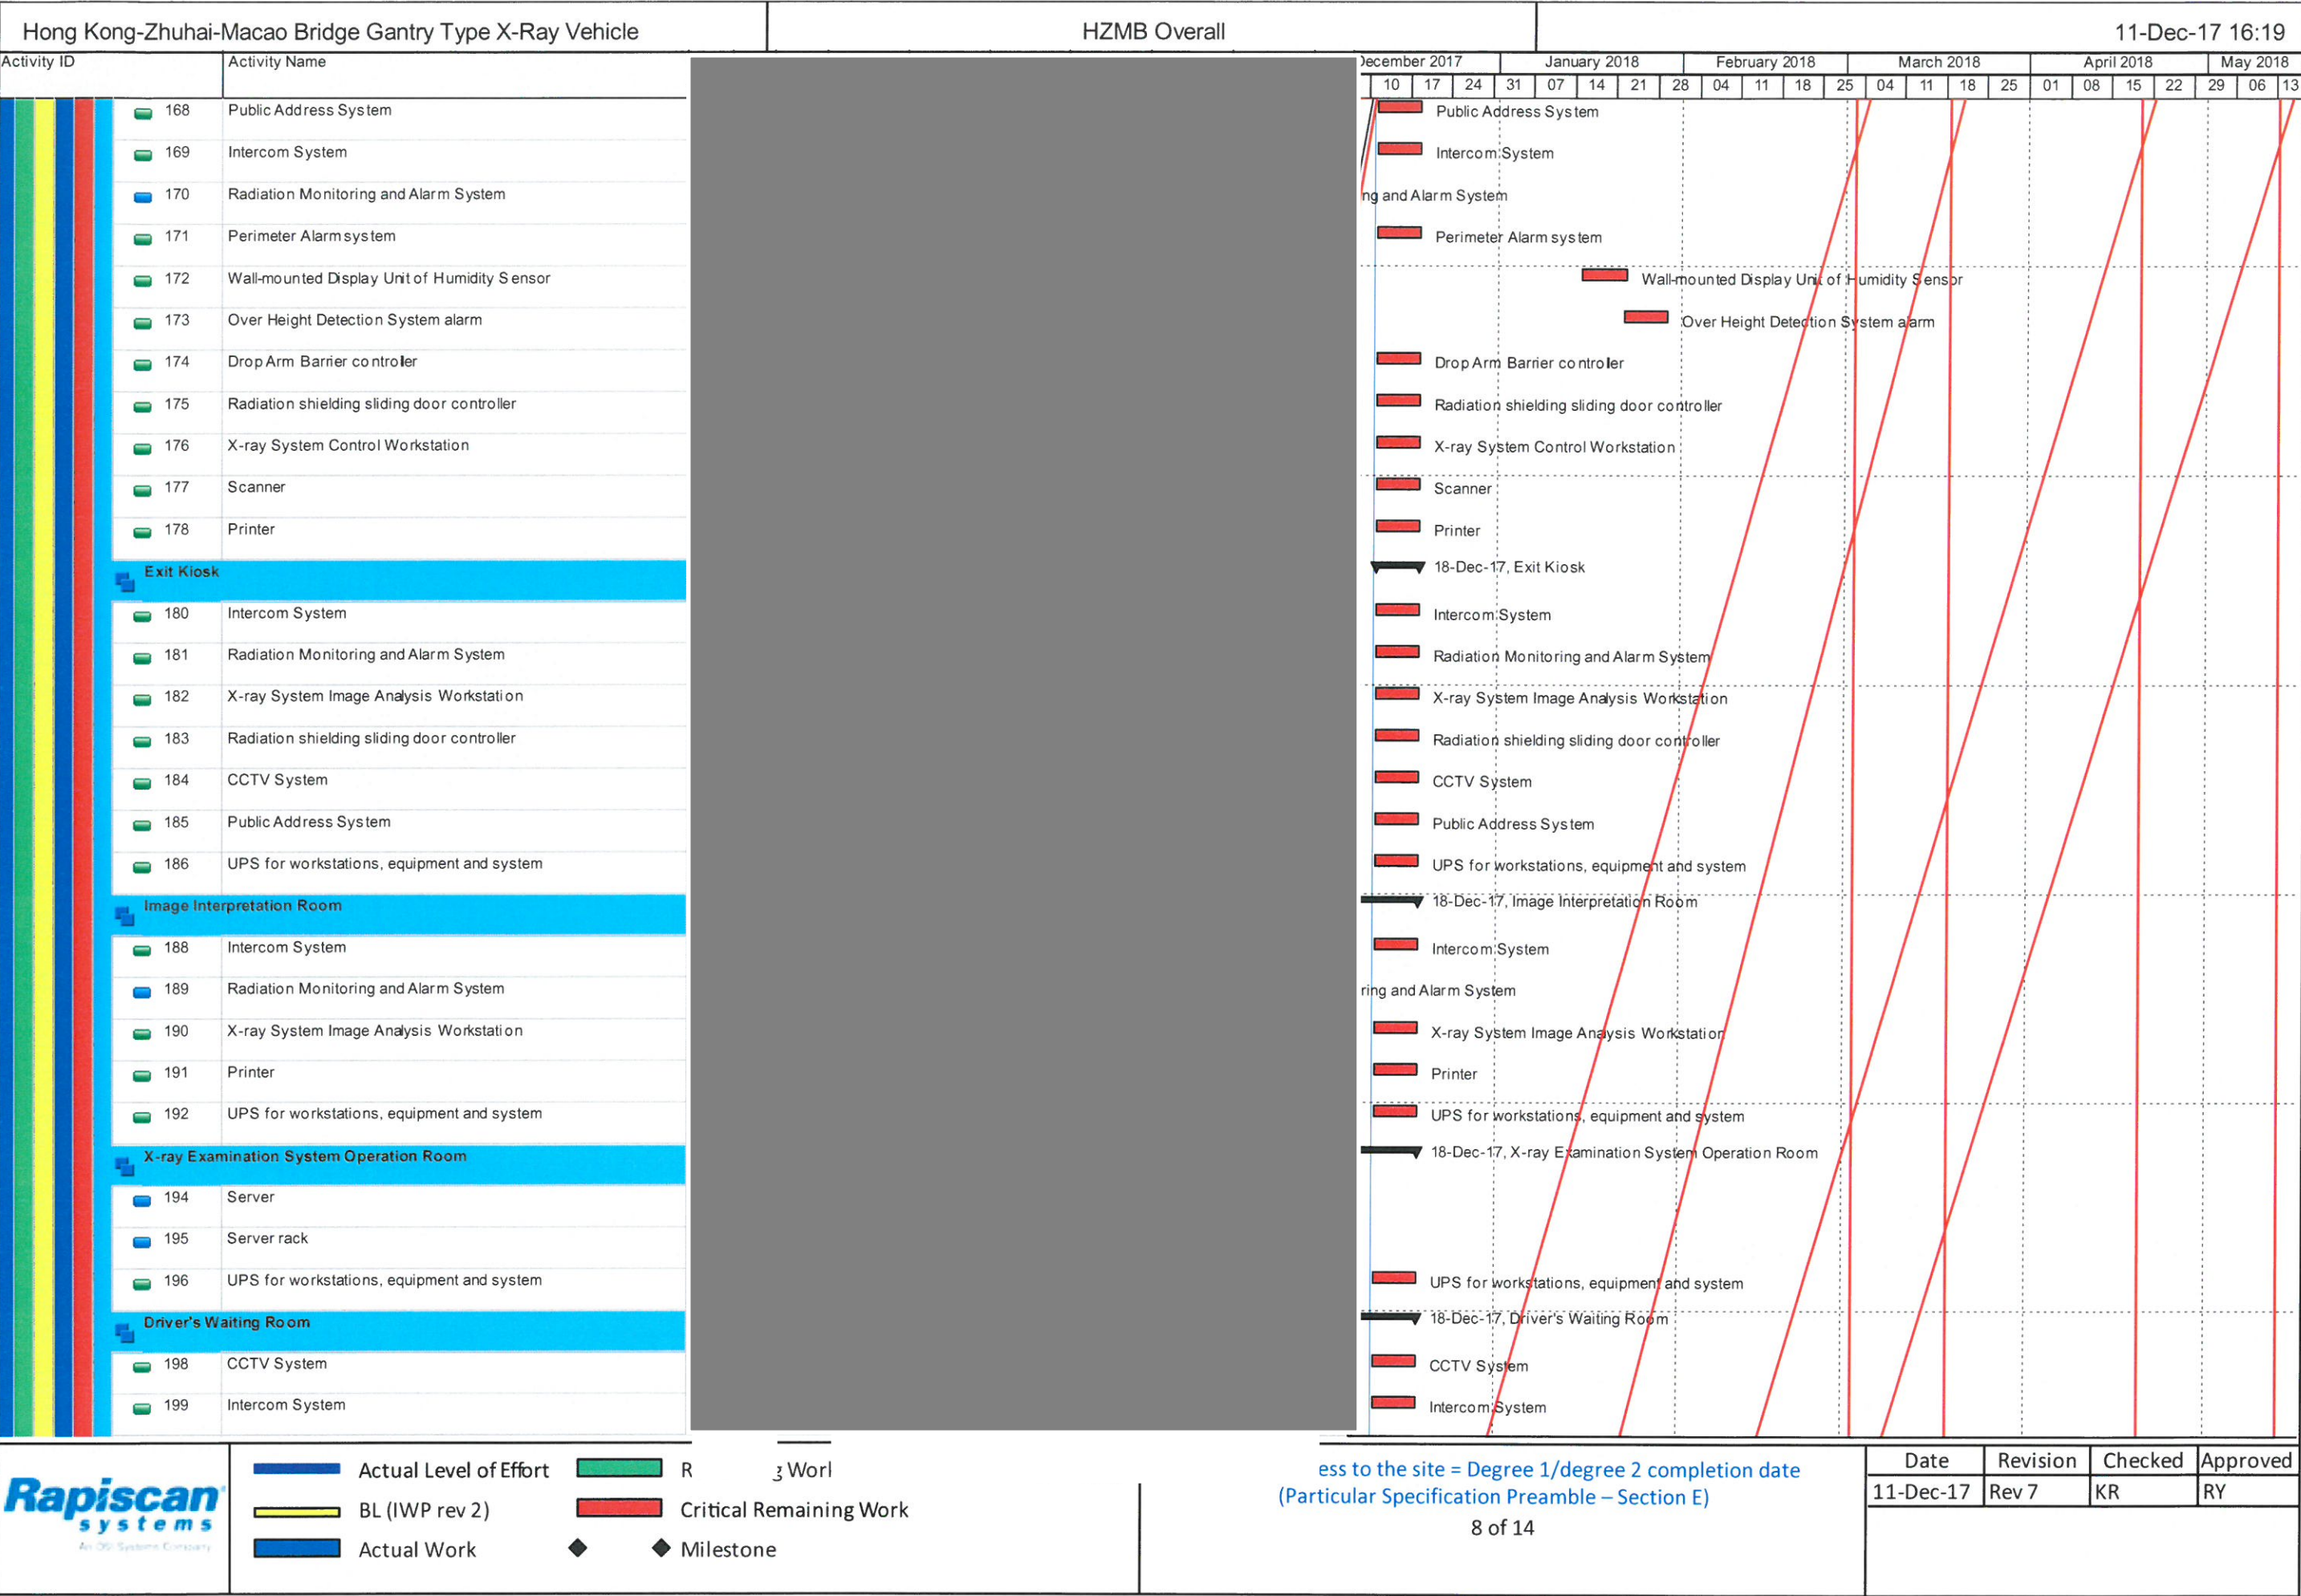 Hong Kong-Zhuhai-Macao Bridge Gantry Type X-Ray Vehicle
HZMB Overall
11-Dec-17 16:19
Activity ID
Activity Name
December 2017 January 2018 February 2018 March 2018 April 2018 May 2018
10 17 24 31 07 14 21 28 04 11 18 25 04 11 18 25 01 08 15 22 29 06 13
168 Public Address System Public Address System
169 Intercom System Intercom System
170 Radiation Monitoring and Alarm System ng and Alarm System
171 Perimeter Alarm system Perimeter Alarm system
172 Wall-mounted Display Unit of Humidity Sensor Wall-mounted Display Unit of Humidity Sensor
173 Over Height Detection System alarm Over Height Detection System alarm
174 Drop Arm Barrier controller Drop Arm Barrier controller
175 Radiation shielding sliding door controller Radiation shielding sliding door controller
176 X-ray System Control Workstation X-ray System Control Workstation
177 Scanner Scanner
178 Printer Printer
Exit Kiosk 18-Dec-17, Exit Kiosk
180 Intercom System Intercom System
181 Radiation Monitoring and Alarm System Radiation Monitoring and Alarm System
182 X-ray System Image Analysis Workstation X-ray System Image Analysis Workstation
183 Radiation shielding sliding door controller Radiation shielding sliding door controller
184 CCTV System CCTV System
185 Public Address System Public Address System
186 UPS for workstations, equipment and system UPS for workstations, equipment and system
Image Interpretation Room 18-Dec-17, Image Interpretation Room
188 Intercom System Intercom System
189 Radiation Monitoring and Alarm System ring and Alarm System
190 X-ray System Image Analysis Workstation X-ray System Image Analysis Workstation
191 Printer Printer
192 UPS for workstations, equipment and system UPS for workstations, equipment and system
X-ray Examination System Operation Room 18-Dec-17, X-ray Examination System Operation Room
194 Server
195 Server rack
196 UPS for workstations, equipment and system UPS for workstations, equipment and system
Driver's Waiting Room 18-Dec-17, Driver's Waiting Room
198 CCTV System CCTV System
199 Intercom System Intercom System
Rapiscan
systems
An OSI Systems Company
Actual Level of Effort
R g Worl
BL (IWP rev 2)
Critical Remaining Work
Actual Work
Milestone
ess to the site = Degree 1/degree 2 completion date
(Particular Specification Preamble – Section E)
8 of 14
Date Revision Checked Approved
11-Dec-17 Rev 7 KR RY